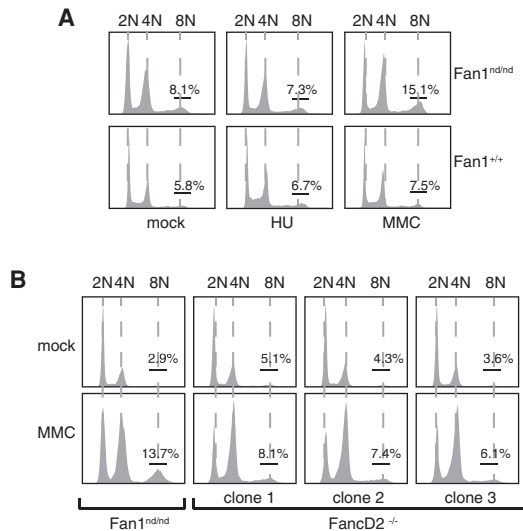 A
2N 4N 8N 2N 4N 8N 2N 4N 8N
8.1% 7.3% 15.1% Fan1nd/nd
5.8% 6.7% 7.5% Fan1+/+
mock HU MMC
B
2N 4N 8N 2N 4N 8N 2N 4N 8N 2N 4N 8N
mock 2.9% 5.1% 4.3% 3.6%
MMC 13.7% 8.1% 7.4% 6.1%
clone 1 clone 2 clone 3
Fan1nd/nd FancD2 -/-